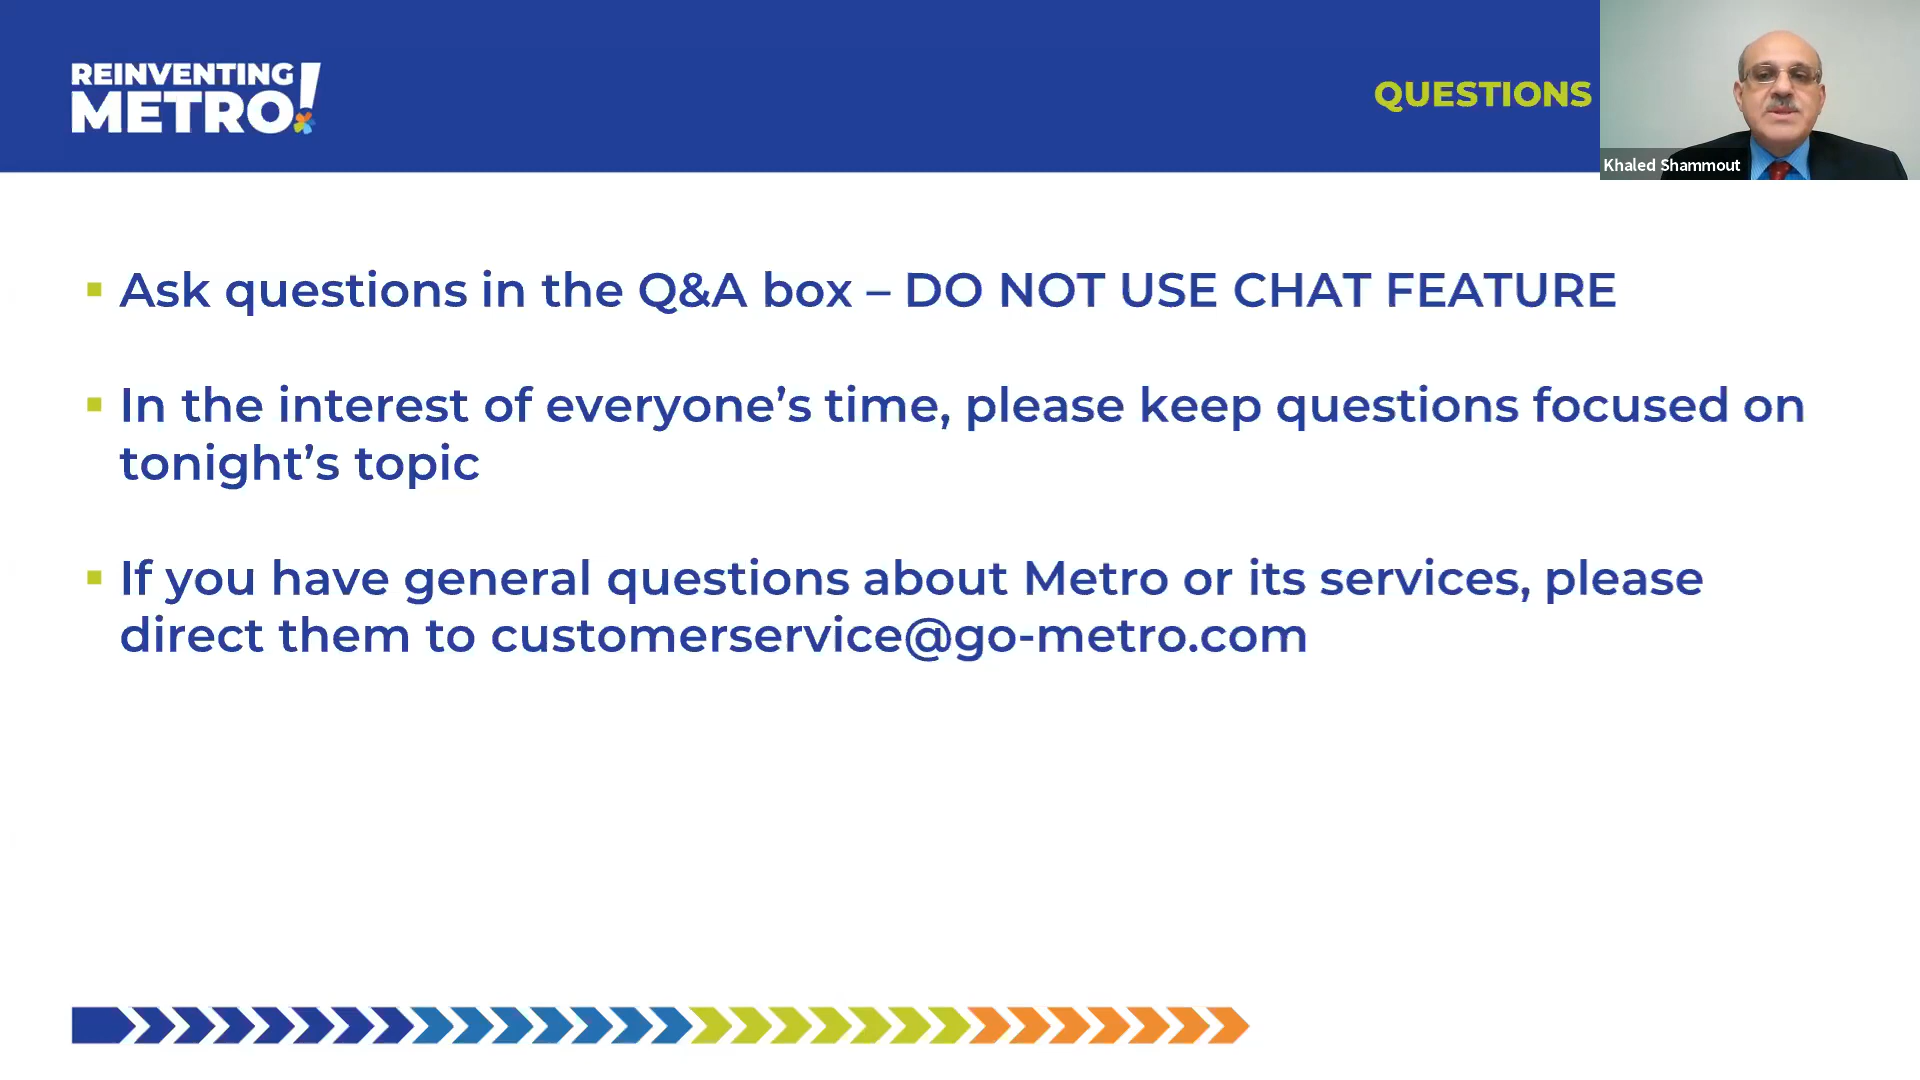 REINVENTING
METRO!
QUESTIONS
Khaled Shammout
Ask questions in the Q&A box – DO NOT USE CHAT FEATURE
In the interest of everyone’s time, please keep questions focused on
tonight’s topic
If you have general questions about Metro or its services, please
direct them to customerservice@go-metro.com